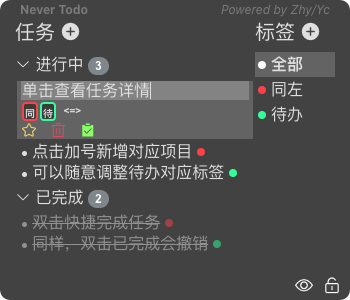 Never Todo Powered by Zhy/Yc
任务 标签
进行中 3 全部
单击查看任务详情 同左
同 待 <=> 待办
点击加号新增对应项目
可以随意调整待办对应标签
已完成 2
双击快捷完成任务
同样，双击已完成会撤销